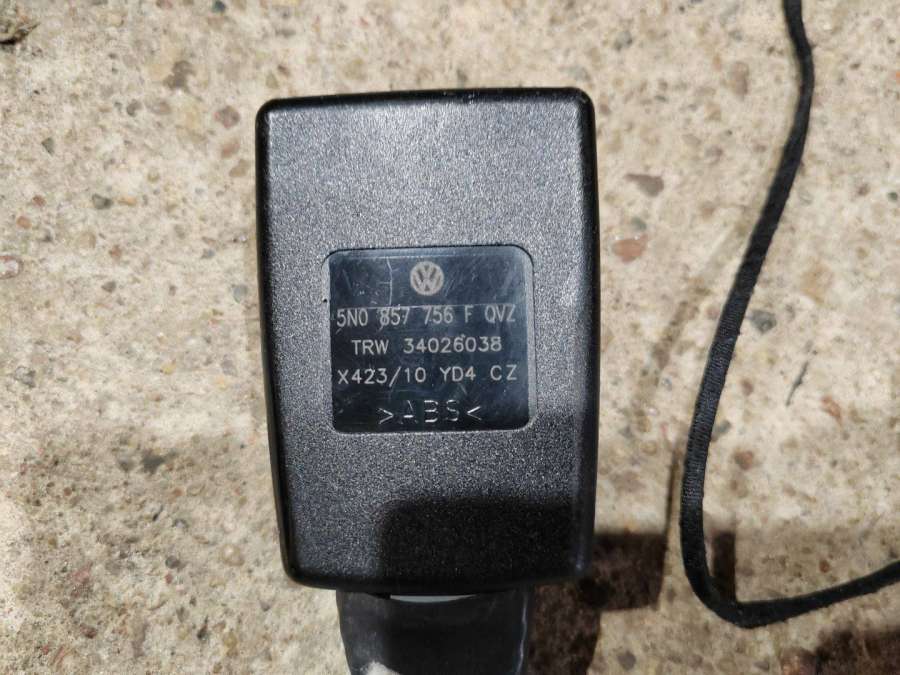 5N0 857 756 F QVZ
TRW 34026038
X423/10 YD4 CZ
>ABS<